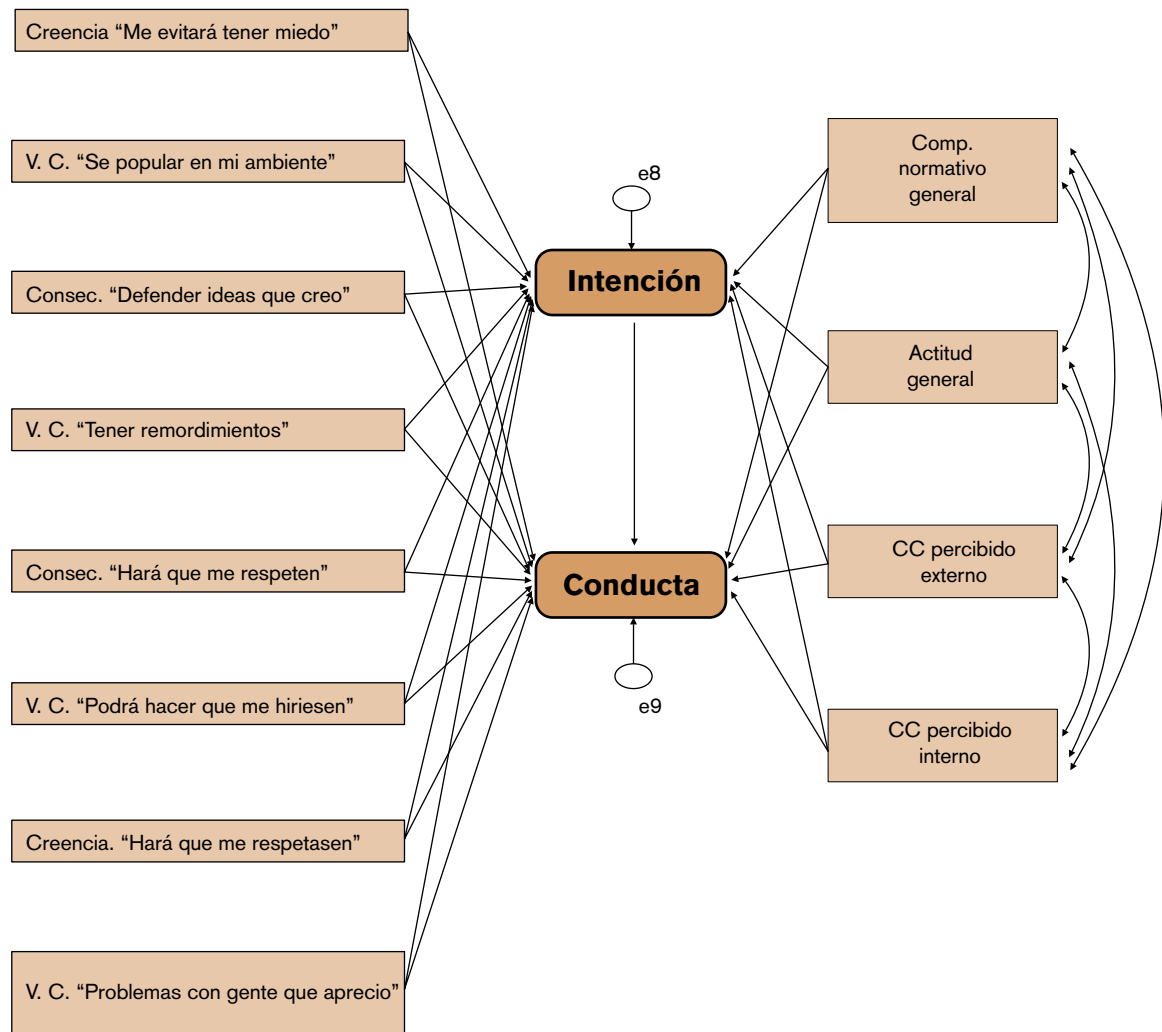 Creencia “Me evitará tener miedo”
V. C. “Se popular en mi ambiente”
Consec. “Defender ideas que creo”
V. C. “Tener remordimientos”
Consec. “Hará que me respeten”
V. C. “Podrá hacer que me hiriesen”
Creencia. “Hará que me respetasen”
V. C. “Problemas con gente que aprecio”
e8
Intención
Conducta
e9
Comp.
normativo
general
Actitud
general
CC percibido
externo
CC percibido
interno